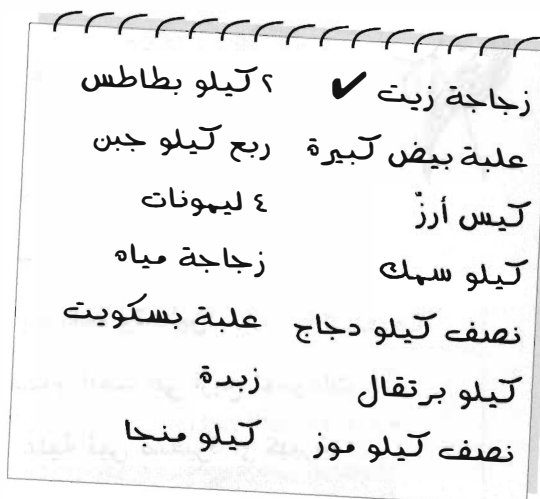 زجاجة زيت ✔
علبة بيض كبيرة
كيس أرزّ
كيلو سمك
نصف كيلو دجاج
كيلو برتقال
نصف كيلو موز
٢ كيلو بطاطس
ربع كيلو جبن
٤ ليمونات
زجاجة مياه
علبة بسكويت
زبدة
كيلو منجا